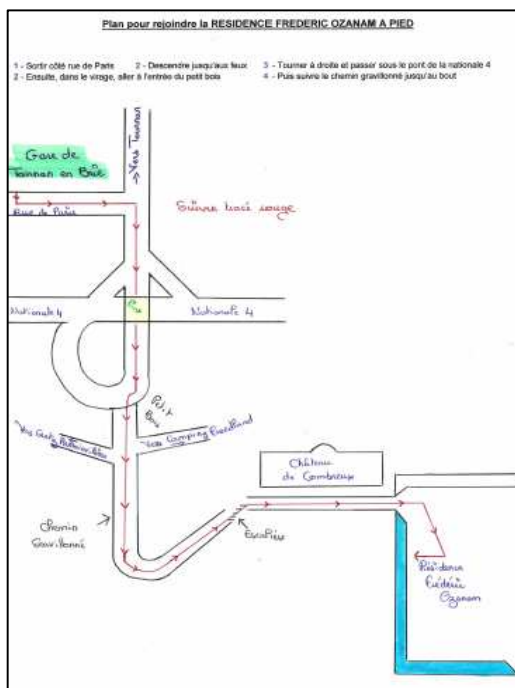 Plan pour rejoindre la RESIDENCE FREDERIC OZANAM A PIED
1 - Sortir côté rue de Paris 2 - Descendre jusqu'aux feux 3 - Tourner à droite et passer sous le pont de la nationale 4
2 - Ensuite, dans le virage, aller à l'entrée du petit bois 4 - Puis suivre le chemin gravillonné jusqu'au bout
→ Vers Tournan
Gare de
Tournan en Brie
Rue de Paris
Suivre tracé rouge
Nationale 4
Nationale 4
Petit
Bois
Vers Camping
Château
de Combreux
Chemin
Gravillonné
Escalier
Résidence
Frédéric
Ozanam